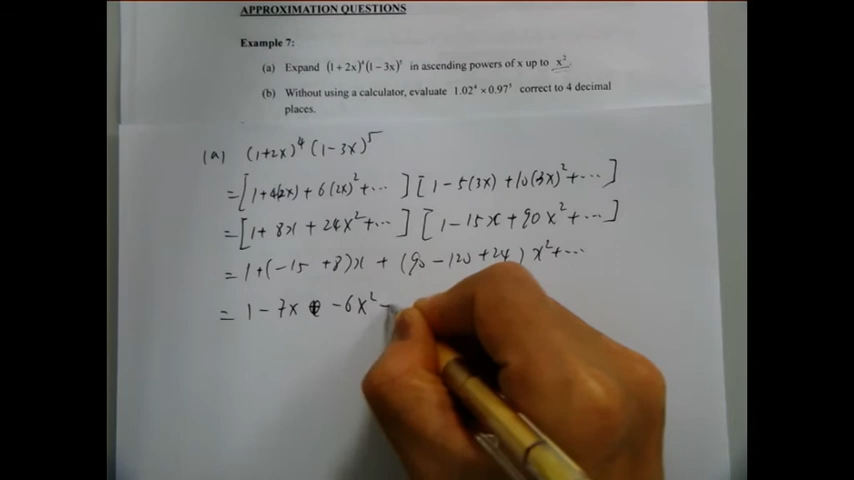 APPROXIMATION QUESTIONS
Example 7:
(a) Expand (1 + 2x)⁴(1 − 3x)⁵ in ascending powers of x up to x².
(b) Without using a calculator, evaluate 1.02⁴ × 0.97⁵ correct to 4 decimal
places.
(a) (1+2x)⁴ (1-3x)⁵
= [1+4(2x) + 6(2x)² + ... ] [1-5(3x) + 10(3x)² + ... ]
= [1+ 8x + 24x² + ... ] [1-15x + 90x² + ... ]
= 1+(-15 +8)x + (90 - 120 + 24) x² + ...
= 1 - 7x - 6x² -